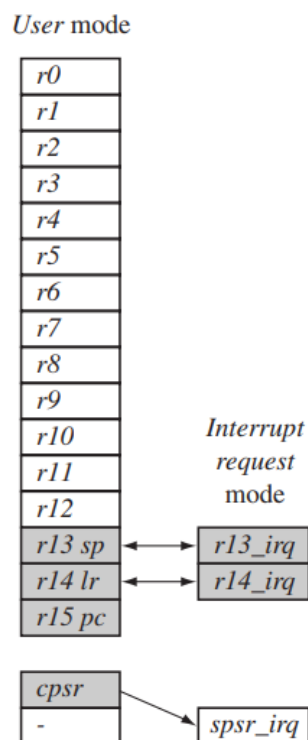 User mode
r0
r1
r2
r3
r4
r5
r6
r7
r8
r9
r10
r11
r12
r13 sp
r14 lr
r15 pc
cpsr
-
Interrupt
request
mode
r13_irq
r14_irq
spsr_irq